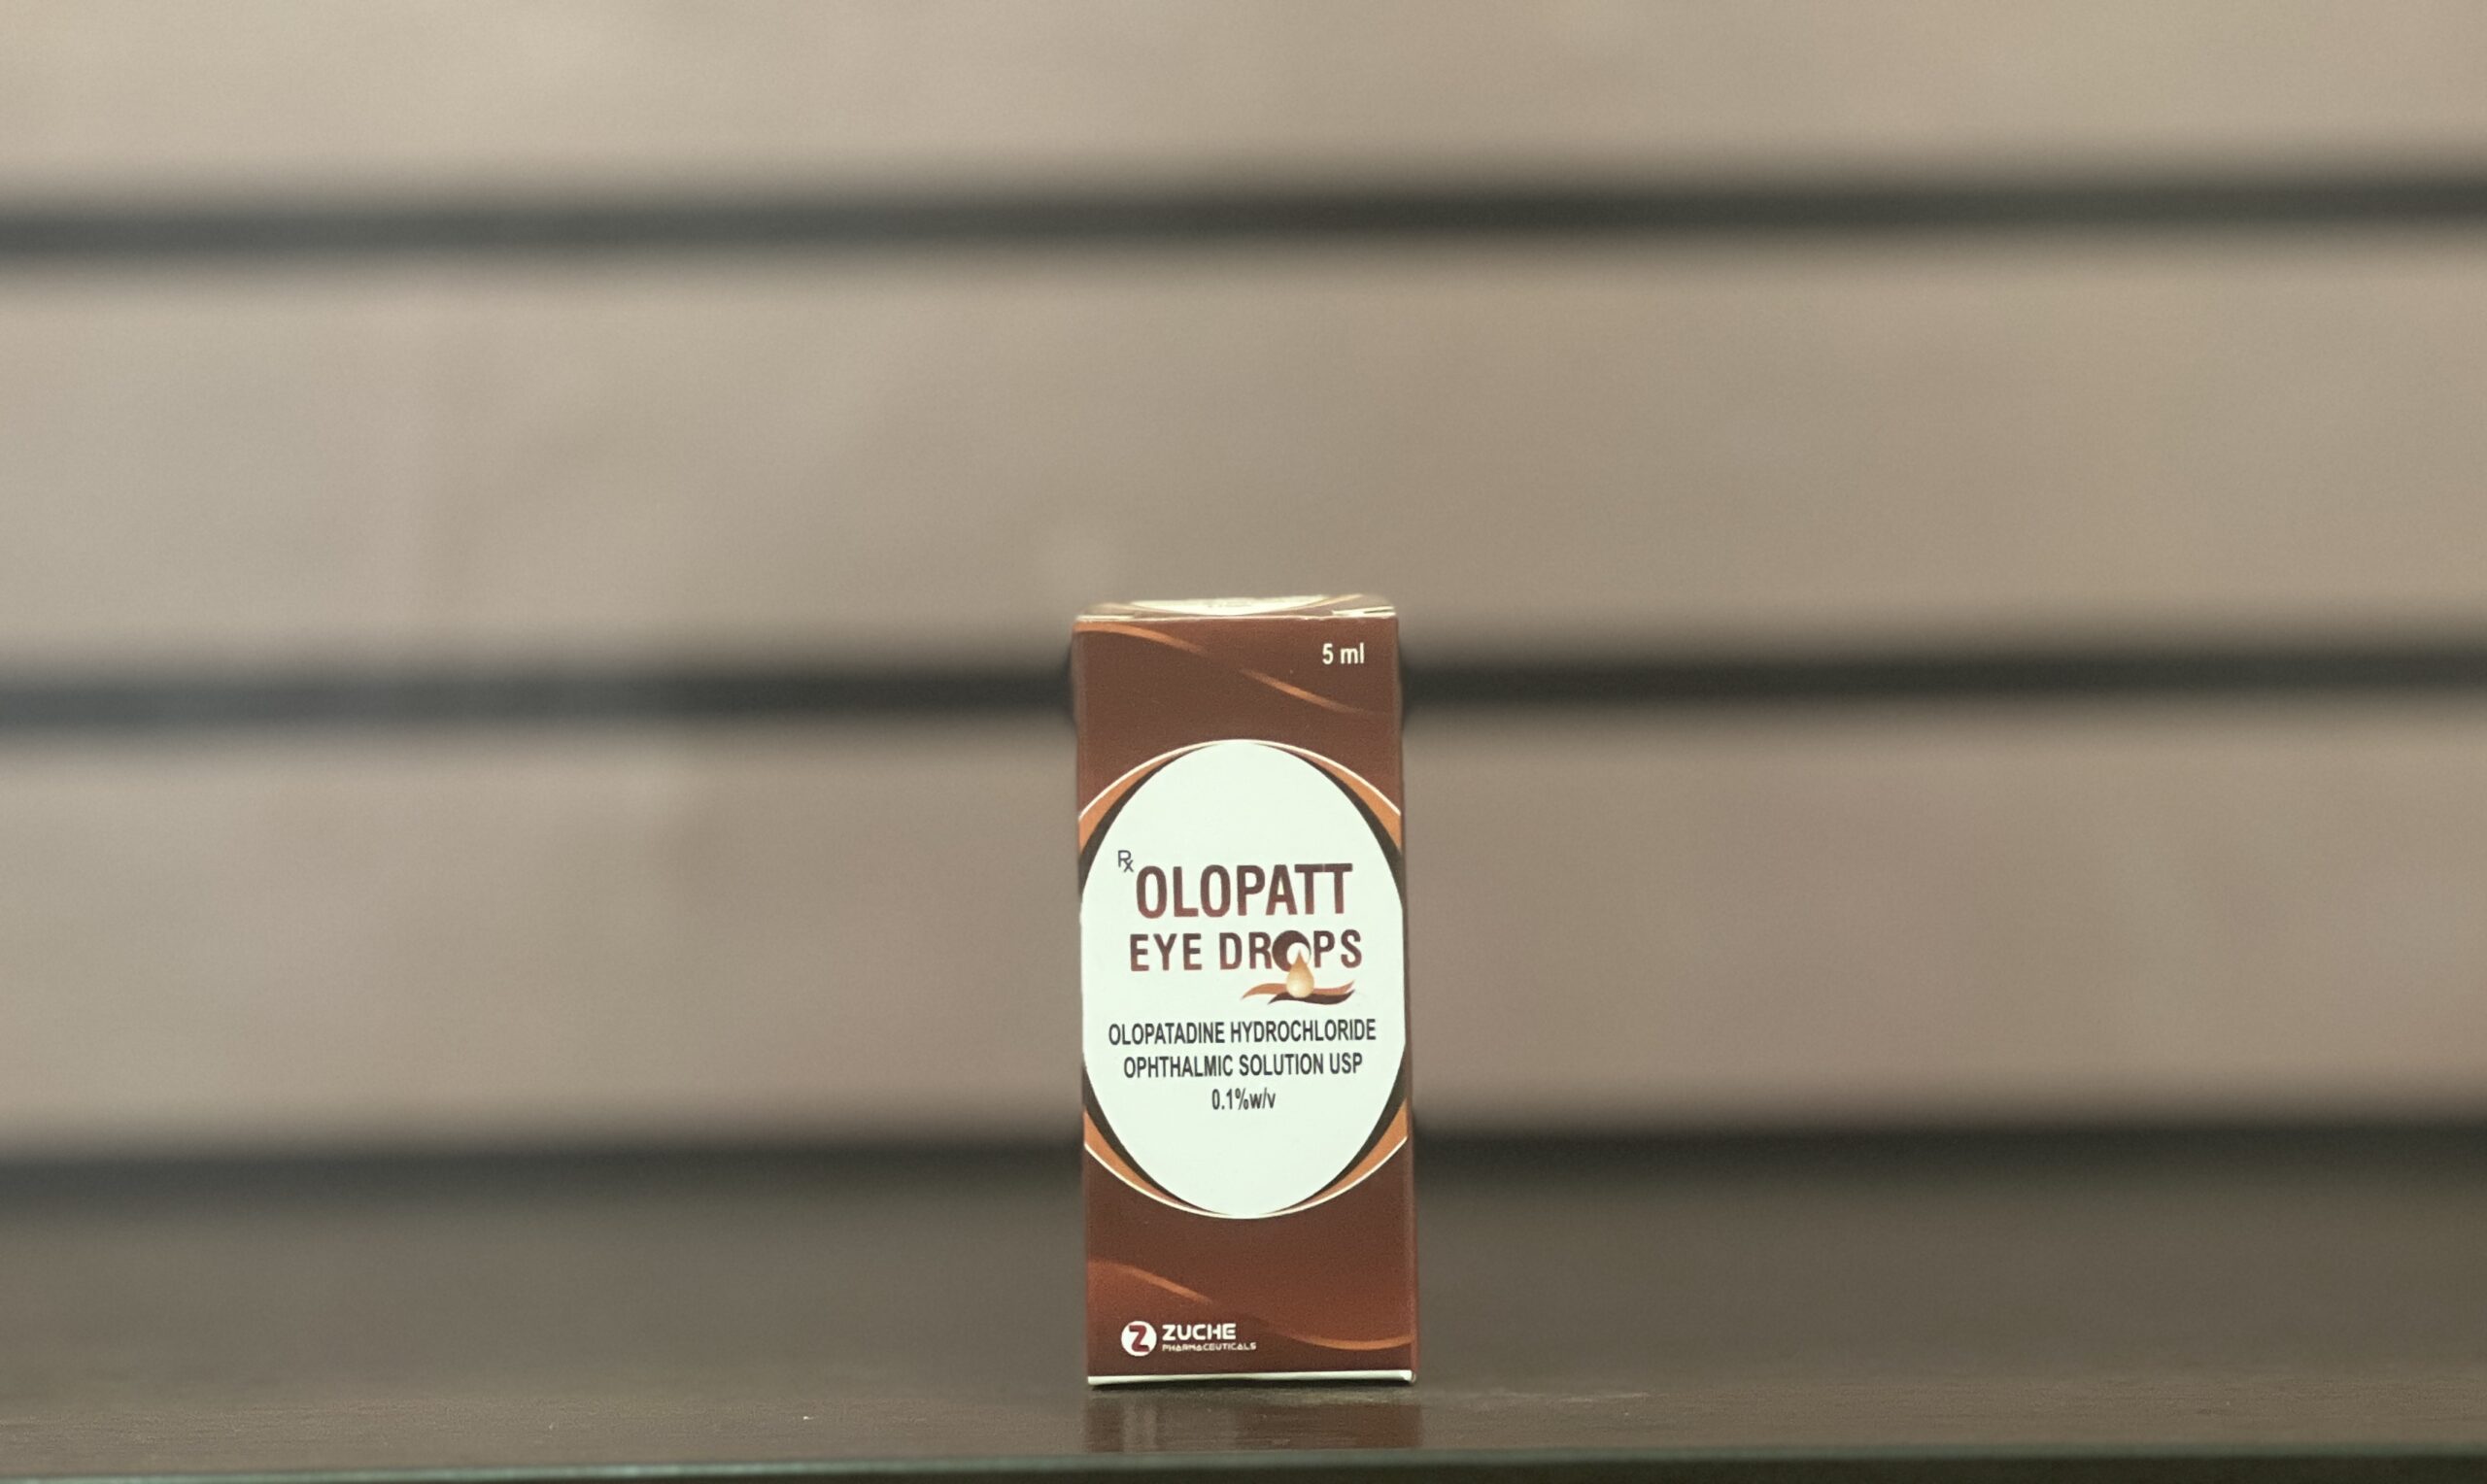 5 ml
Rx OLOPATT
EYE DROPS
OLOPATADINE HYDROCHLORIDE
OPHTHALMIC SOLUTION USP
0.1%w/v
Z ZUCHE
PHARMACEUTICALS